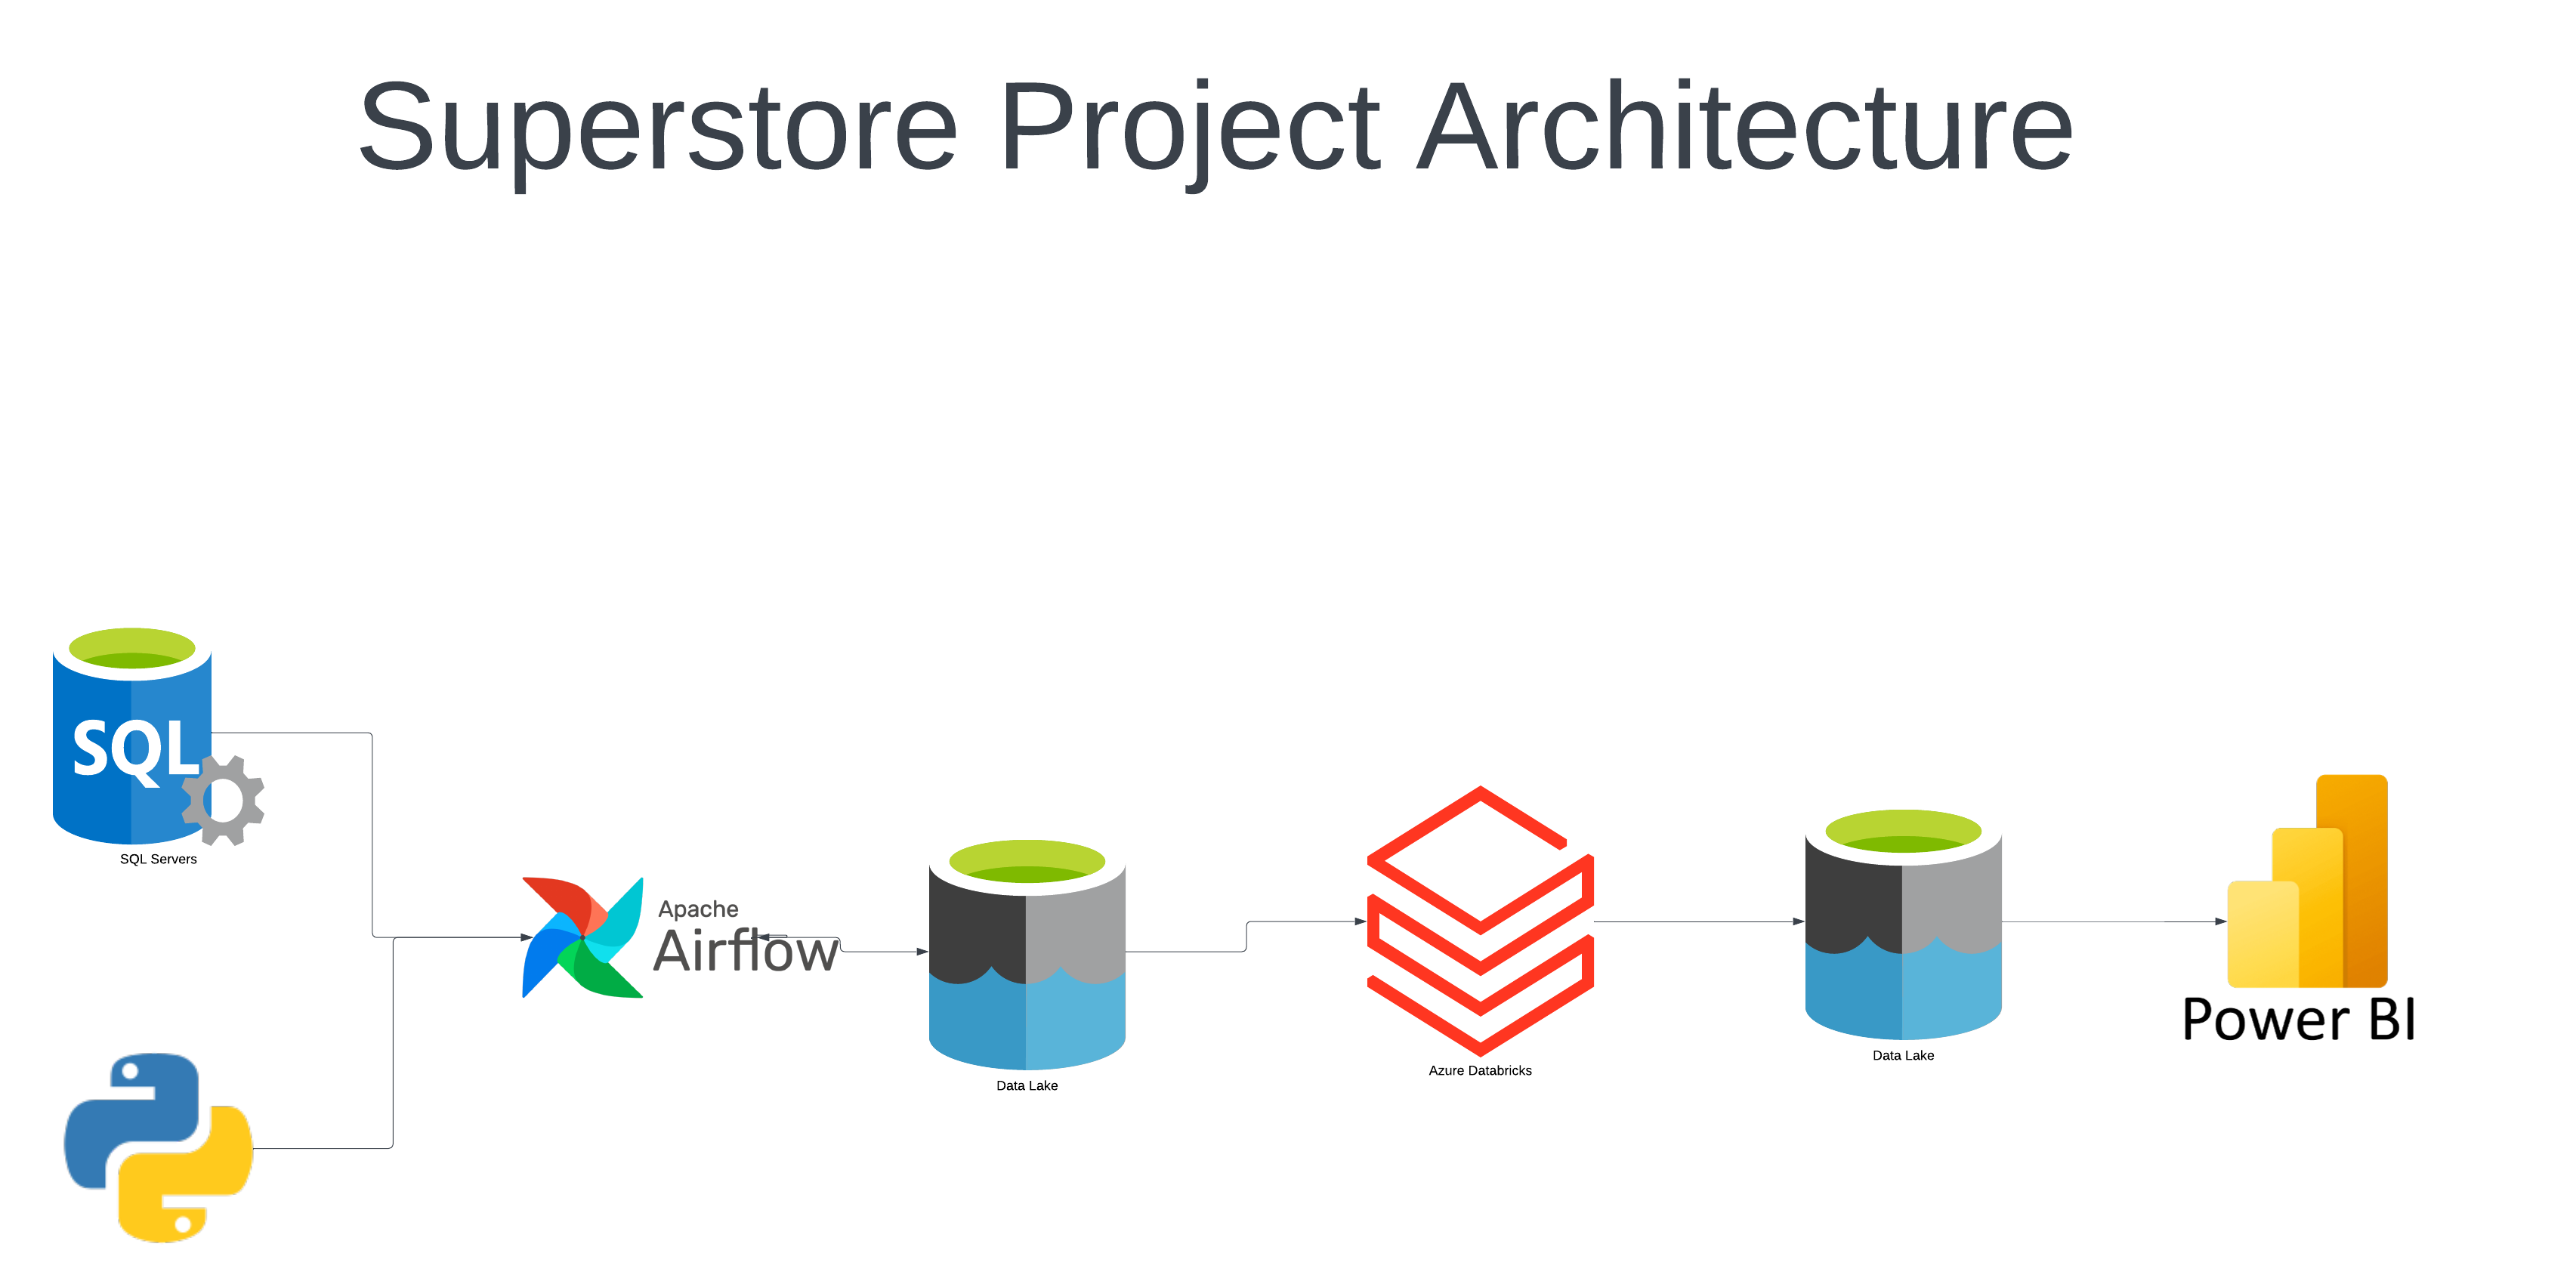 Superstore Project Architecture
SQL
SQL Servers
Apache
Airflow
Data Lake
Azure Databricks
Data Lake
Power BI